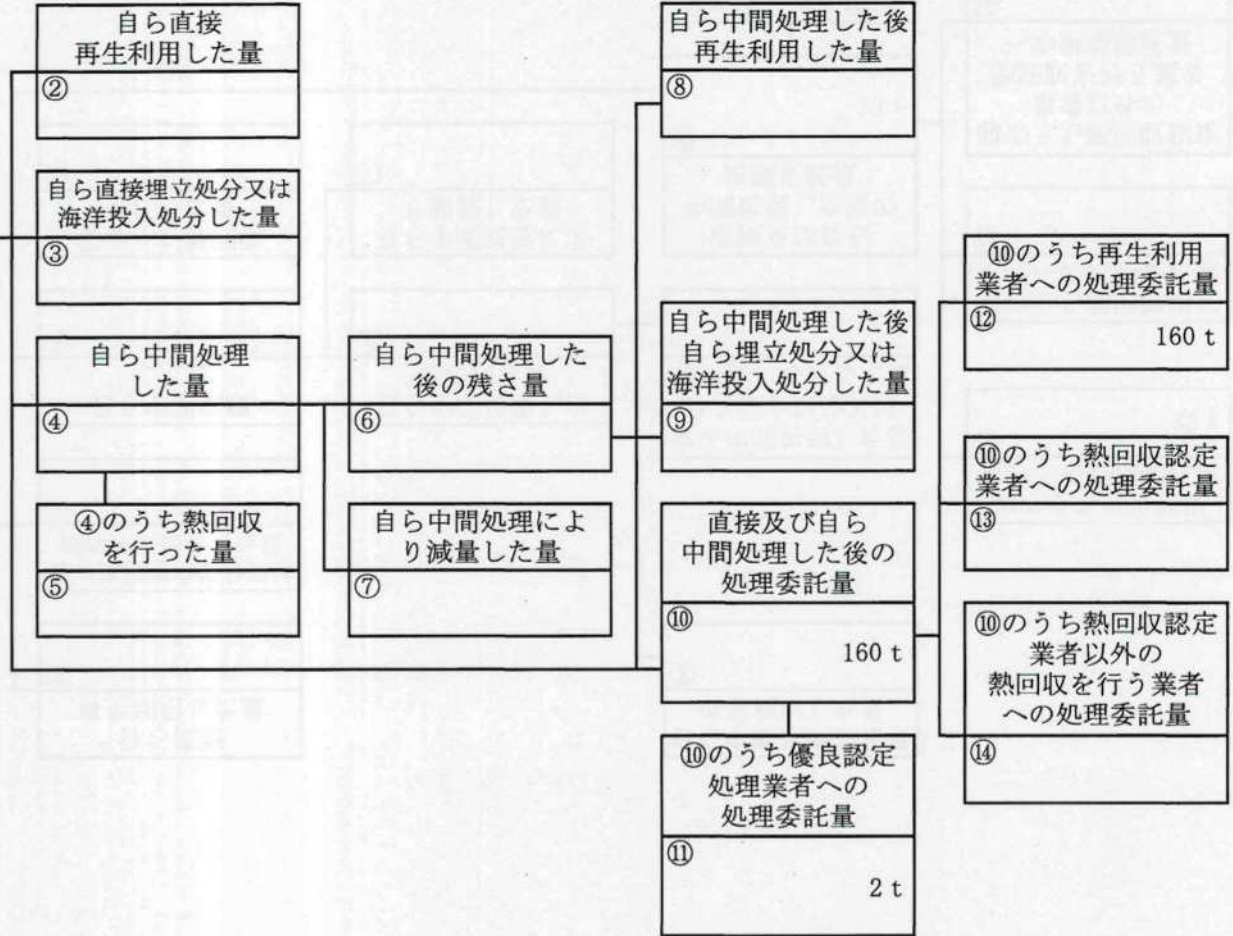 自ら直接
再生利用した量
②
自ら直接埋立処分又は
海洋投入処分した量
③
自ら中間処理
した量
④
④のうち熱回収
を行った量
⑤
自ら中間処理した
後の残さ量
⑥
自ら中間処理によ
り減量した量
⑦
自ら中間処理した後
再生利用した量
⑧
自ら中間処理した後
自ら埋立処分又は
海洋投入処分した量
⑨
直接及び自ら
中間処理した後の
処理委託量
⑩
160 t
⑩のうち優良認定
処理業者への
処理委託量
⑪
2 t
⑩のうち再生利用
業者への処理委託量
⑫
160 t
⑩のうち熱回収認定
業者への処理委託量
⑬
⑩のうち熱回収認定
業者以外の
熱回収を行う業者
への処理委託量
⑭